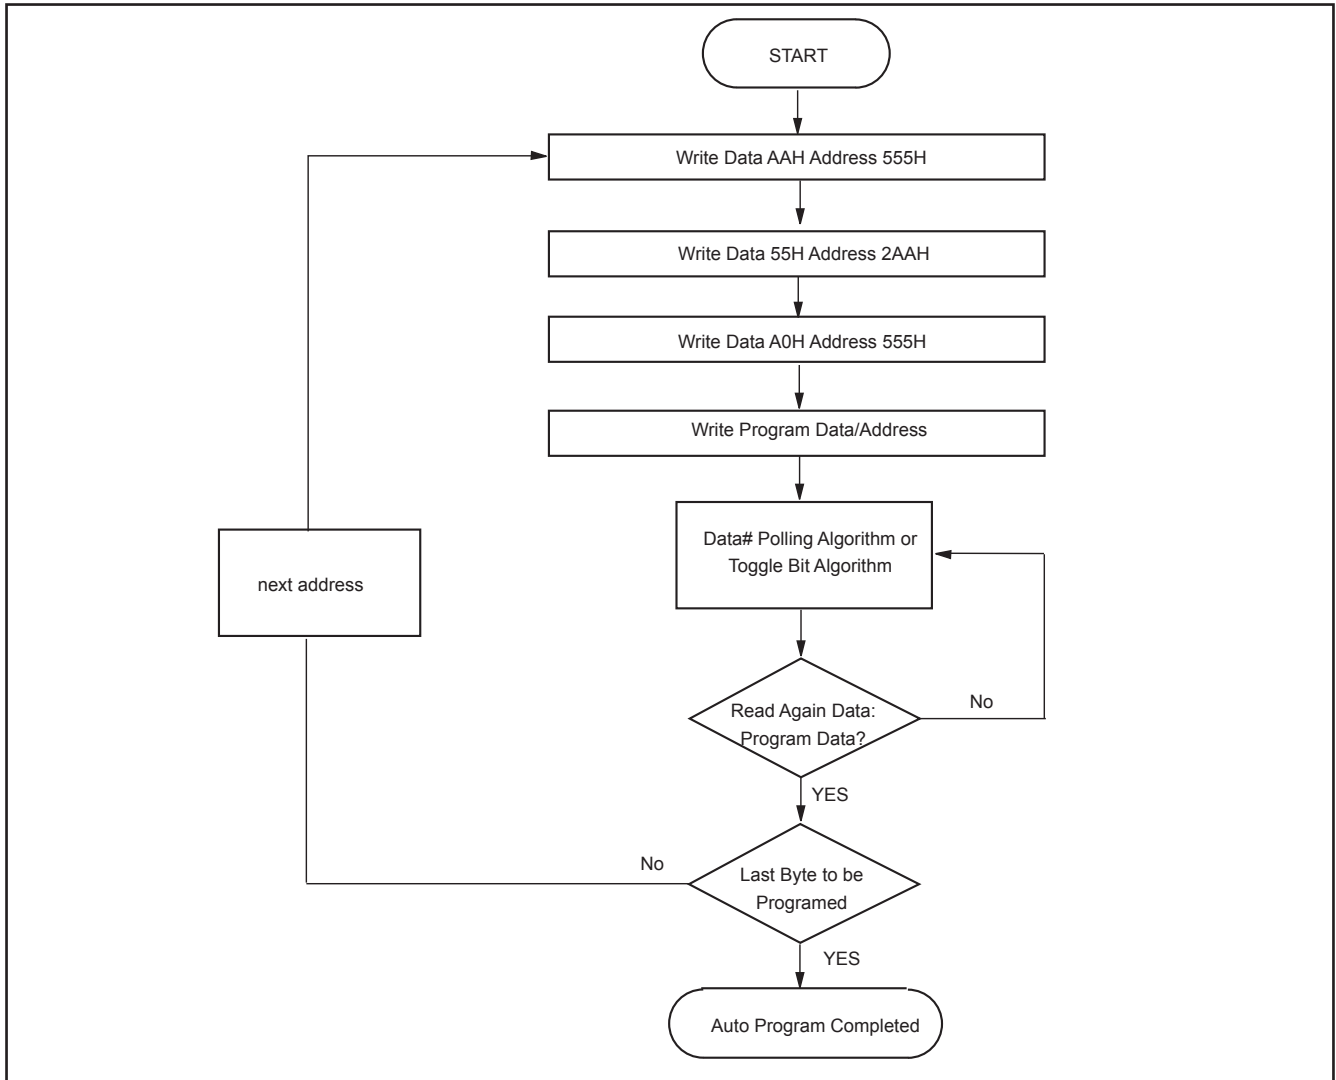 START
Write Data AAH Address 555H
Write Data 55H Address 2AAH
Write Data A0H Address 555H
Write Program Data/Address
Data# Polling Algorithm or
Toggle Bit Algorithm
next address
Read Again Data:
Program Data?
No
YES
No
Last Byte to be
Programed
YES
Auto Program Completed